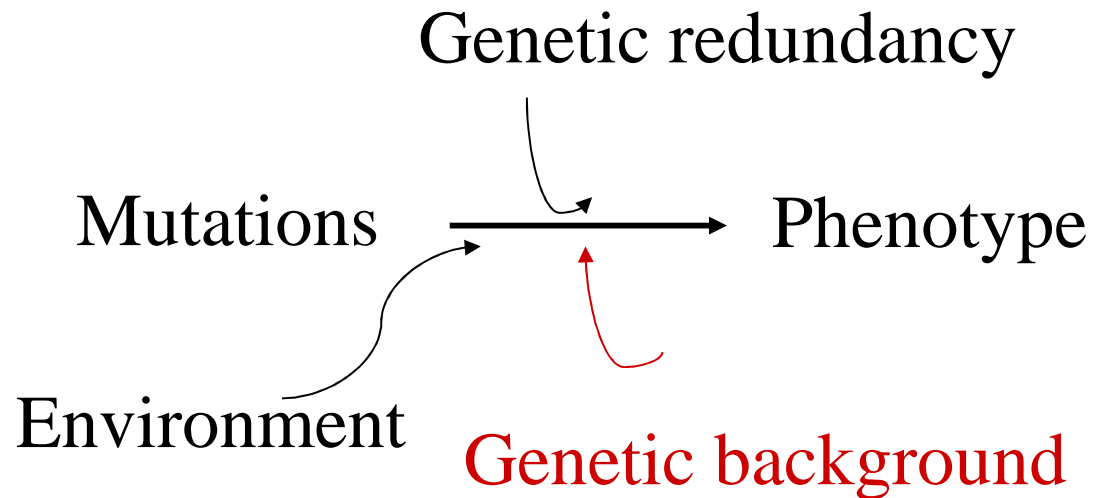 Genetic redundancy
Mutations
Phenotype
Environment
Genetic background